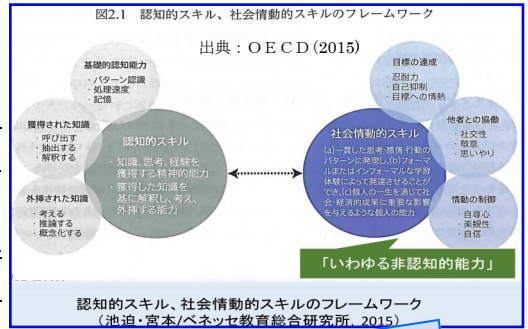 図2.1 認知的スキル、社会情動的スキルのフレームワーク
出典：ＯＥＣＤ(2015)
基礎的認知能力
・パターン認識
・処理速度
・記憶
獲得された知識
・呼び出す
・抽出する
・解釈する
外挿された知識
・考える
・推論する
・概念化する
認知的スキル
・知識、思考、経験を
獲得する精神的能力
・獲得した知識を
基に解釈し、考え、
外挿する能力
社会情動的スキル
(a)一貫した思考・感情・行動の
パターンに発現し、(b)フォーマ
ルまたはインフォーマルな学習
体験によって発達させることが
でき、(c)個人の一生を通じて社
会・経済的成果に重要な影響
を与えるような個人の能力
目標の達成
・忍耐力
・自己抑制
・目標への情熱
他者との協働
・社交性
・敬意
・思いやり
情動の制御
・自尊心
・楽観性
・自信
「いわゆる非認知的能力」
認知的スキル、社会情動的スキルのフレームワーク
（池迫・宮本/ベネッセ教育総合研究所，2015）